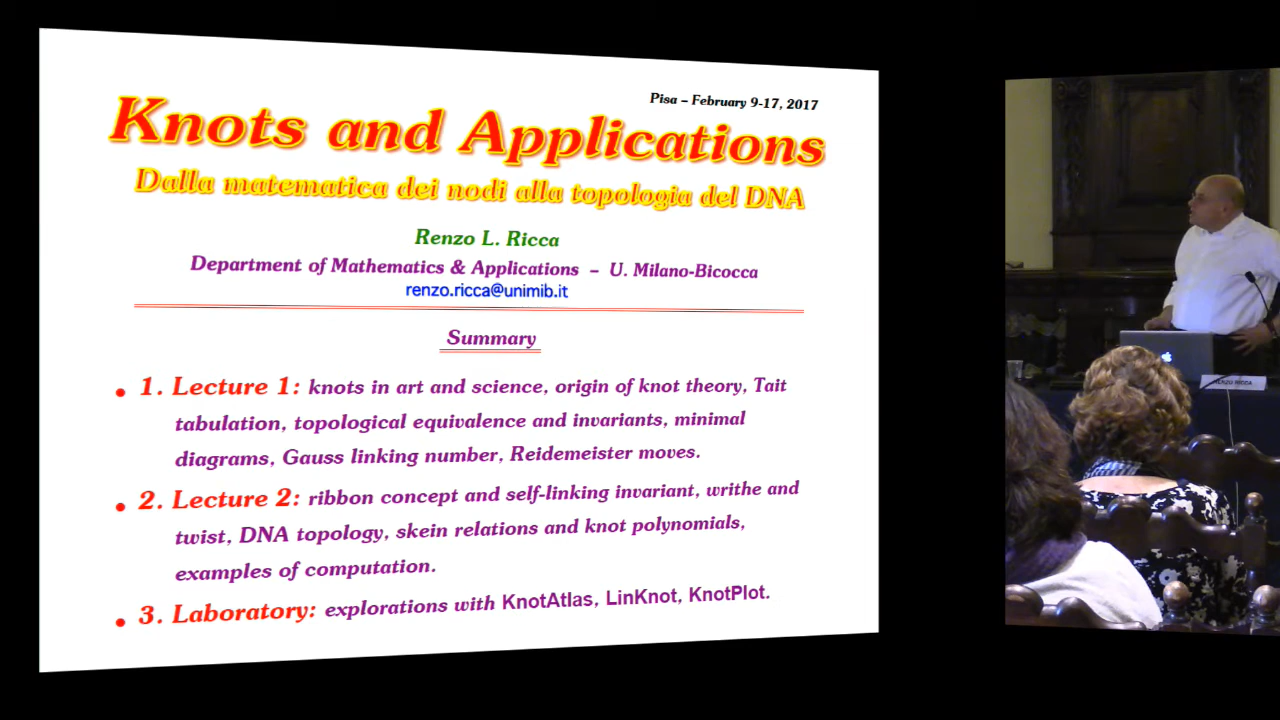 Pisa – February 9-17, 2017
Knots and Applications
Dalla matematica dei nodi alla topologia del DNA
Renzo L. Ricca
Department of Mathematics & Applications – U. Milano-Bicocca
renzo.ricca@unimib.it
Summary
• 1. Lecture 1: knots in art and science, origin of knot theory, Tait
tabulation, topological equivalence and invariants, minimal
diagrams, Gauss linking number, Reidemeister moves.
• 2. Lecture 2: ribbon concept and self-linking invariant, writhe and
twist, DNA topology, skein relations and knot polynomials,
examples of computation.
• 3. Laboratory: explorations with KnotAtlas, LinKnot, KnotPlot.
RENZO RICCA